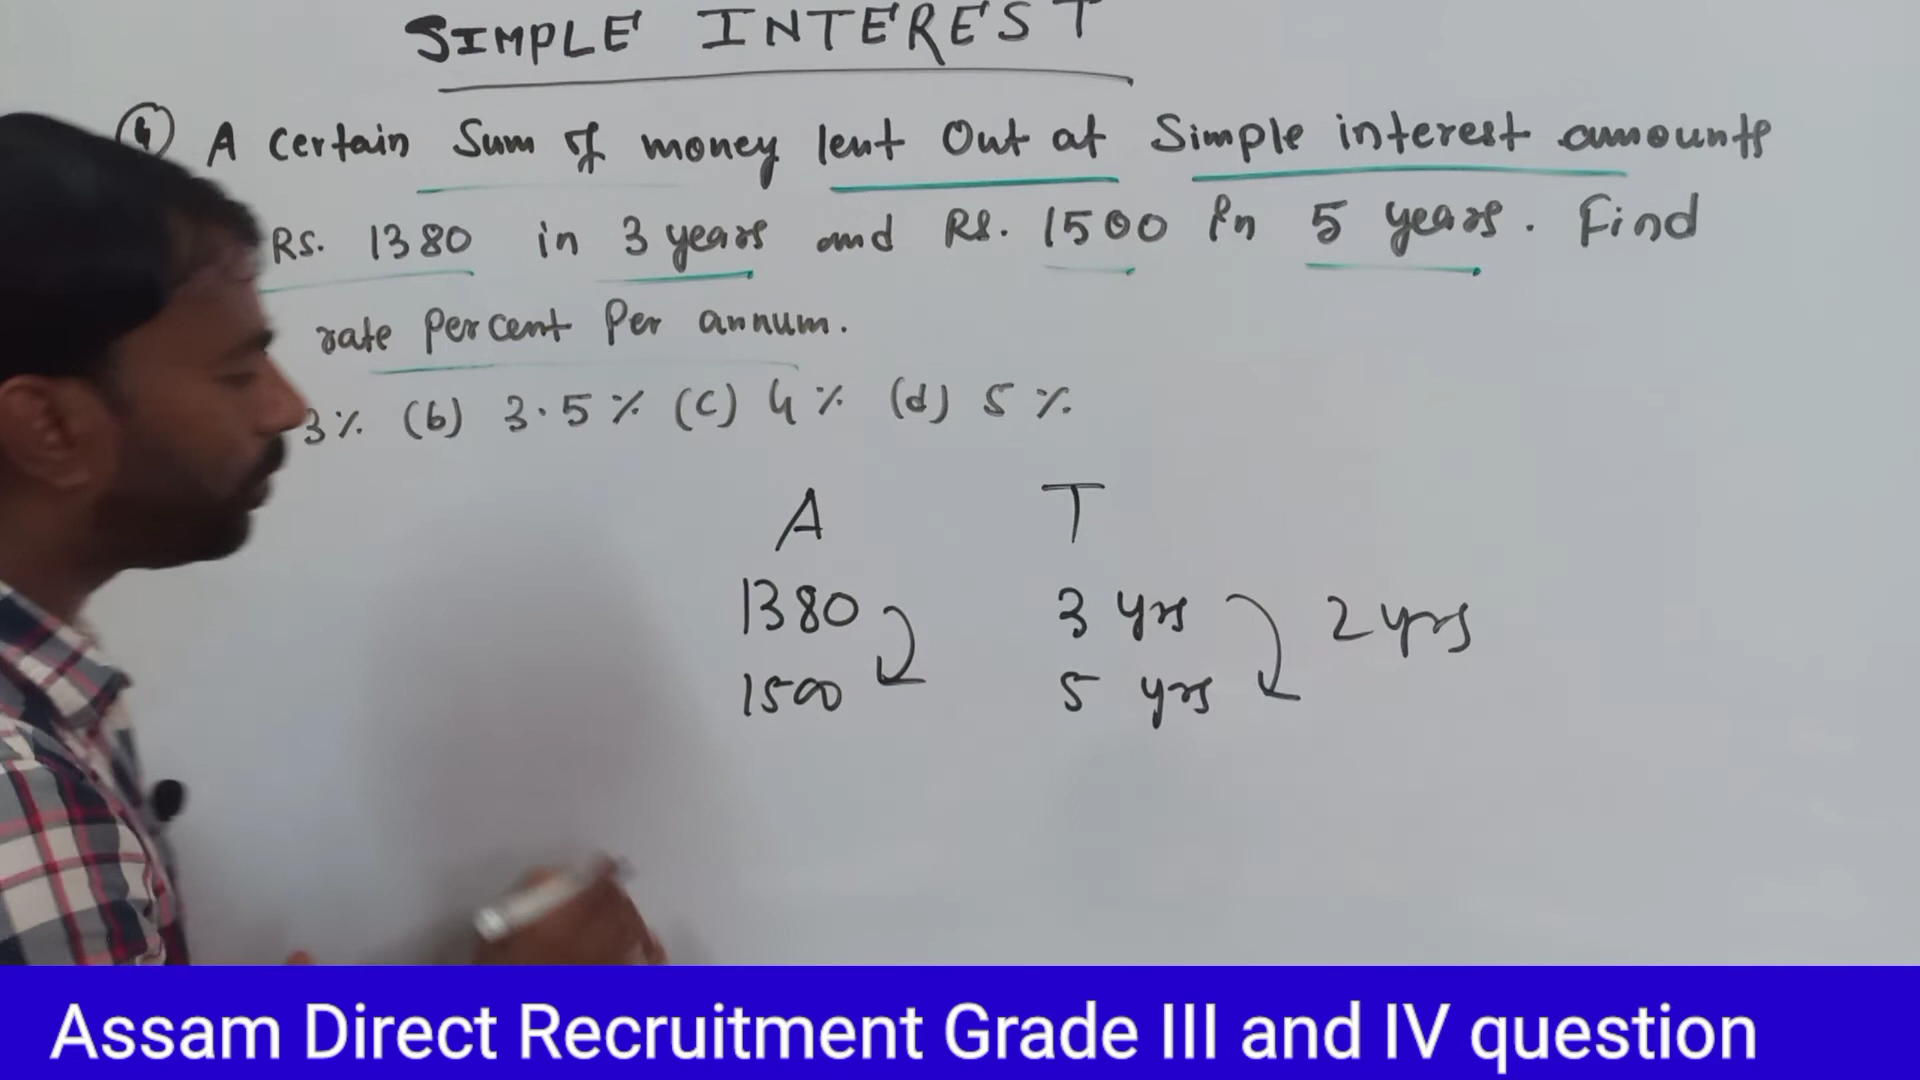 SIMPLE INTEREST
(4) A certain Sum of money lent Out at Simple interest amounts
Rs. 1380 in 3 years and Rs. 1500 in 5 years. Find
rate percent Per annum.
3% (b) 3.5% (c) 4% (d) 5%
A T
1380 3 yrs 2 yrs
1500 5 yrs
Assam Direct Recruitment Grade III and IV question